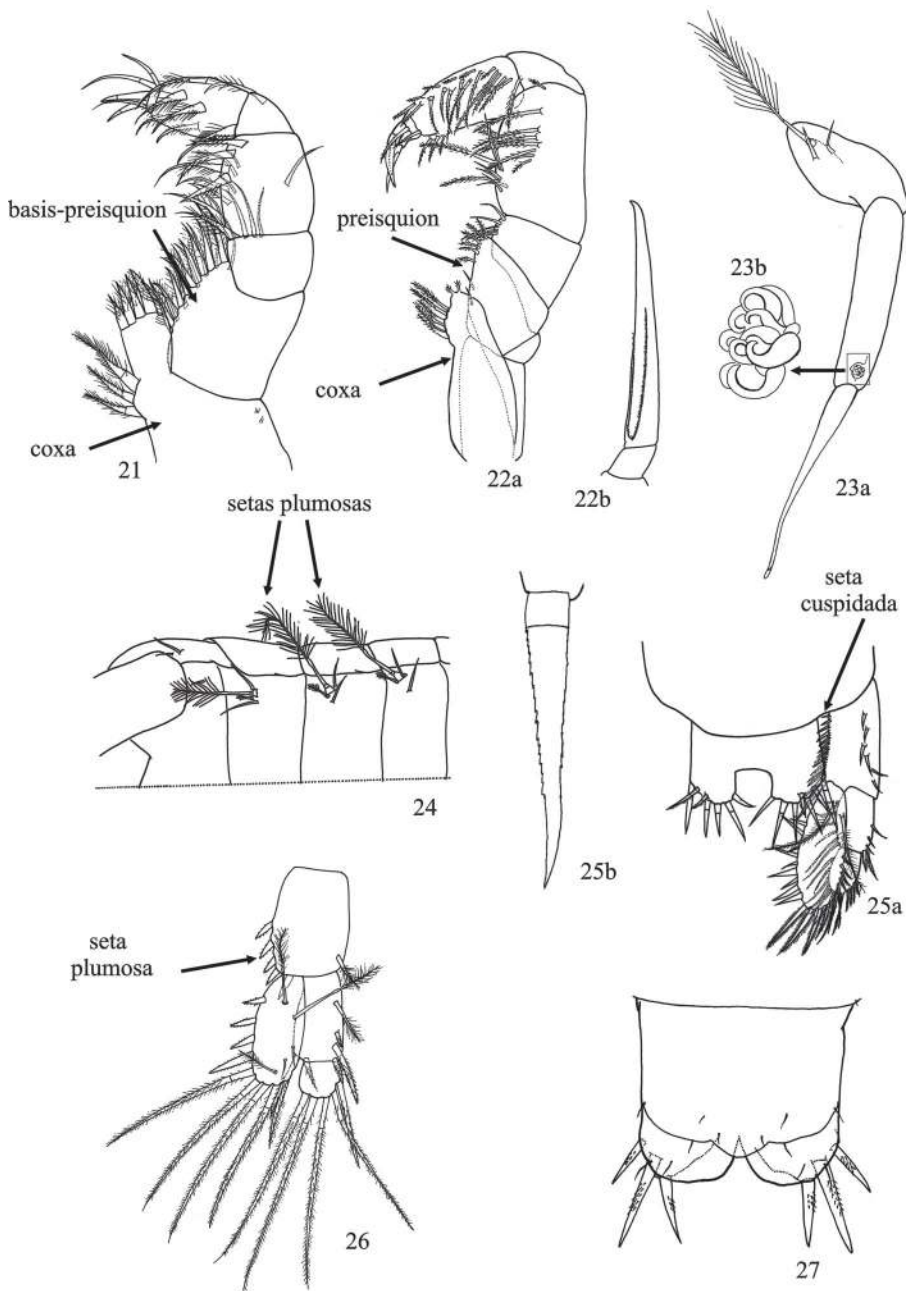 basis-preisquion
preisquion
23b
coxa
coxa
21
22a
22b
23a
setas plumosas
seta
cuspidada
24
25b
25a
seta
plumosa
26
27